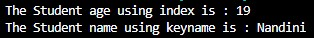 The Student age using index is : 19
The Student name using keyname is : Nandini